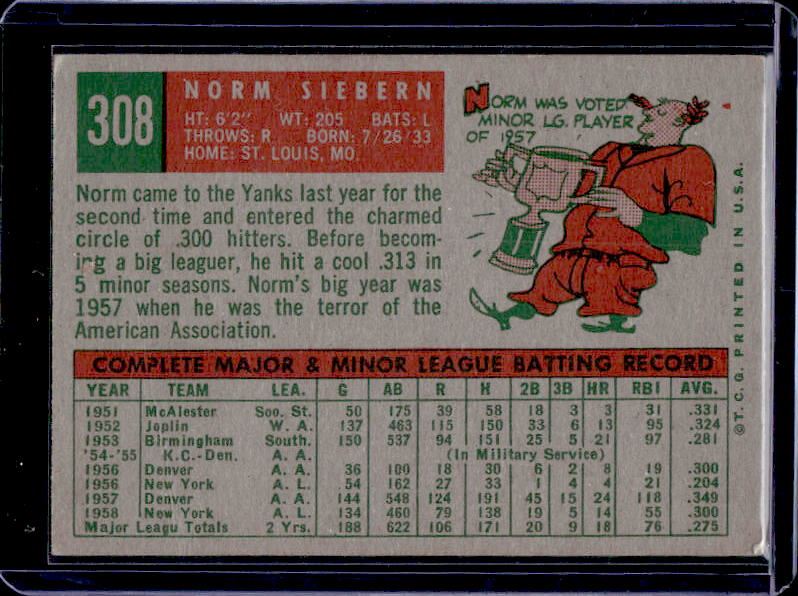 308
NORM SIEBERN
HT: 6'2" WT: 205 BATS: L
THROWS: R. BORN: 7/26/33
HOME: ST. LOUIS, MO.
NORM WAS VOTED
MINOR LG. PLAYER
OF 1957
Norm came to the Yanks last year for the
second time and entered the charmed
circle of .300 hitters. Before becom-
ing a big leaguer, he hit a cool .313 in
5 minor seasons. Norm's big year was
1957 when he was the terror of the
American Association.
COMPLETE MAJOR & MINOR LEAGUE BATTING RECORD
YEAR TEAM LEA. G AB R H 2B 3B HR RBI AVG.
1951 McAlester Soo. St. 50 175 39 58 18 3 3 31 .331
1952 Joplin W. A. 137 463 115 150 33 6 13 95 .324
1953 Birmingham South. 150 537 94 151 25 5 21 97 .281
'54-'55 K.C.-Den. A. A. (In Military Service)
1956 Denver A. A. 36 100 18 30 6 2 8 19 .300
1956 New York A. L. 54 162 27 33 1 4 4 21 .204
1957 Denver A. A. 144 548 124 191 45 15 24 118 .349
1958 New York A. L. 134 460 79 138 19 5 14 55 .300
Major Leagu Totals 2 Yrs. 188 622 106 171 20 9 18 76 .275
©T. C. G. PRINTED IN U.S.A.